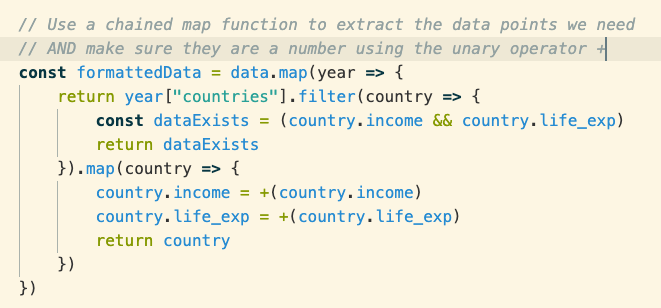 // Use a chained map function to extract the data points we need
// AND make sure they are a number using the unary operator +
const formattedData = data.map(year => {
    return year["countries"].filter(country => {
        const dataExists = (country.income && country.life_exp)
        return dataExists
    }).map(country => {
        country.income = +(country.income)
        country.life_exp = +(country.life_exp)
        return country
    })
})